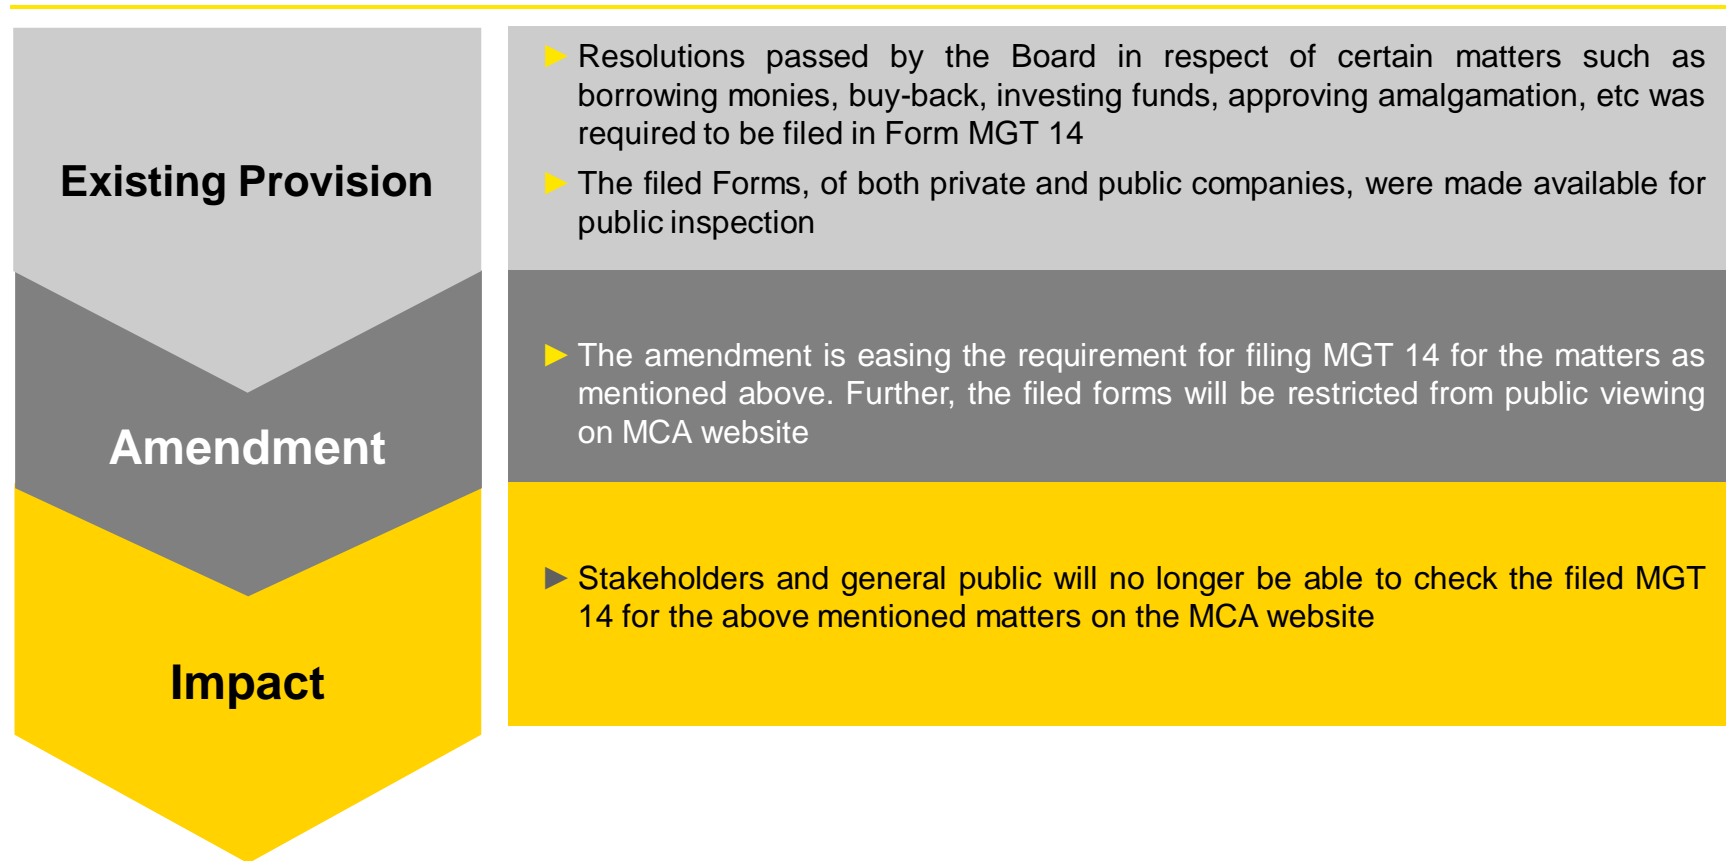 Existing Provision
► Resolutions passed by the Board in respect of certain matters such as
borrowing monies, buy-back, investing funds, approving amalgamation, etc was
required to be filed in Form MGT 14
► The filed Forms, of both private and public companies, were made available for
public inspection
Amendment
► The amendment is easing the requirement for filing MGT 14 for the matters as
mentioned above. Further, the filed forms will be restricted from public viewing
on MCA website
Impact
► Stakeholders and general public will no longer be able to check the filed MGT
14 for the above mentioned matters on the MCA website